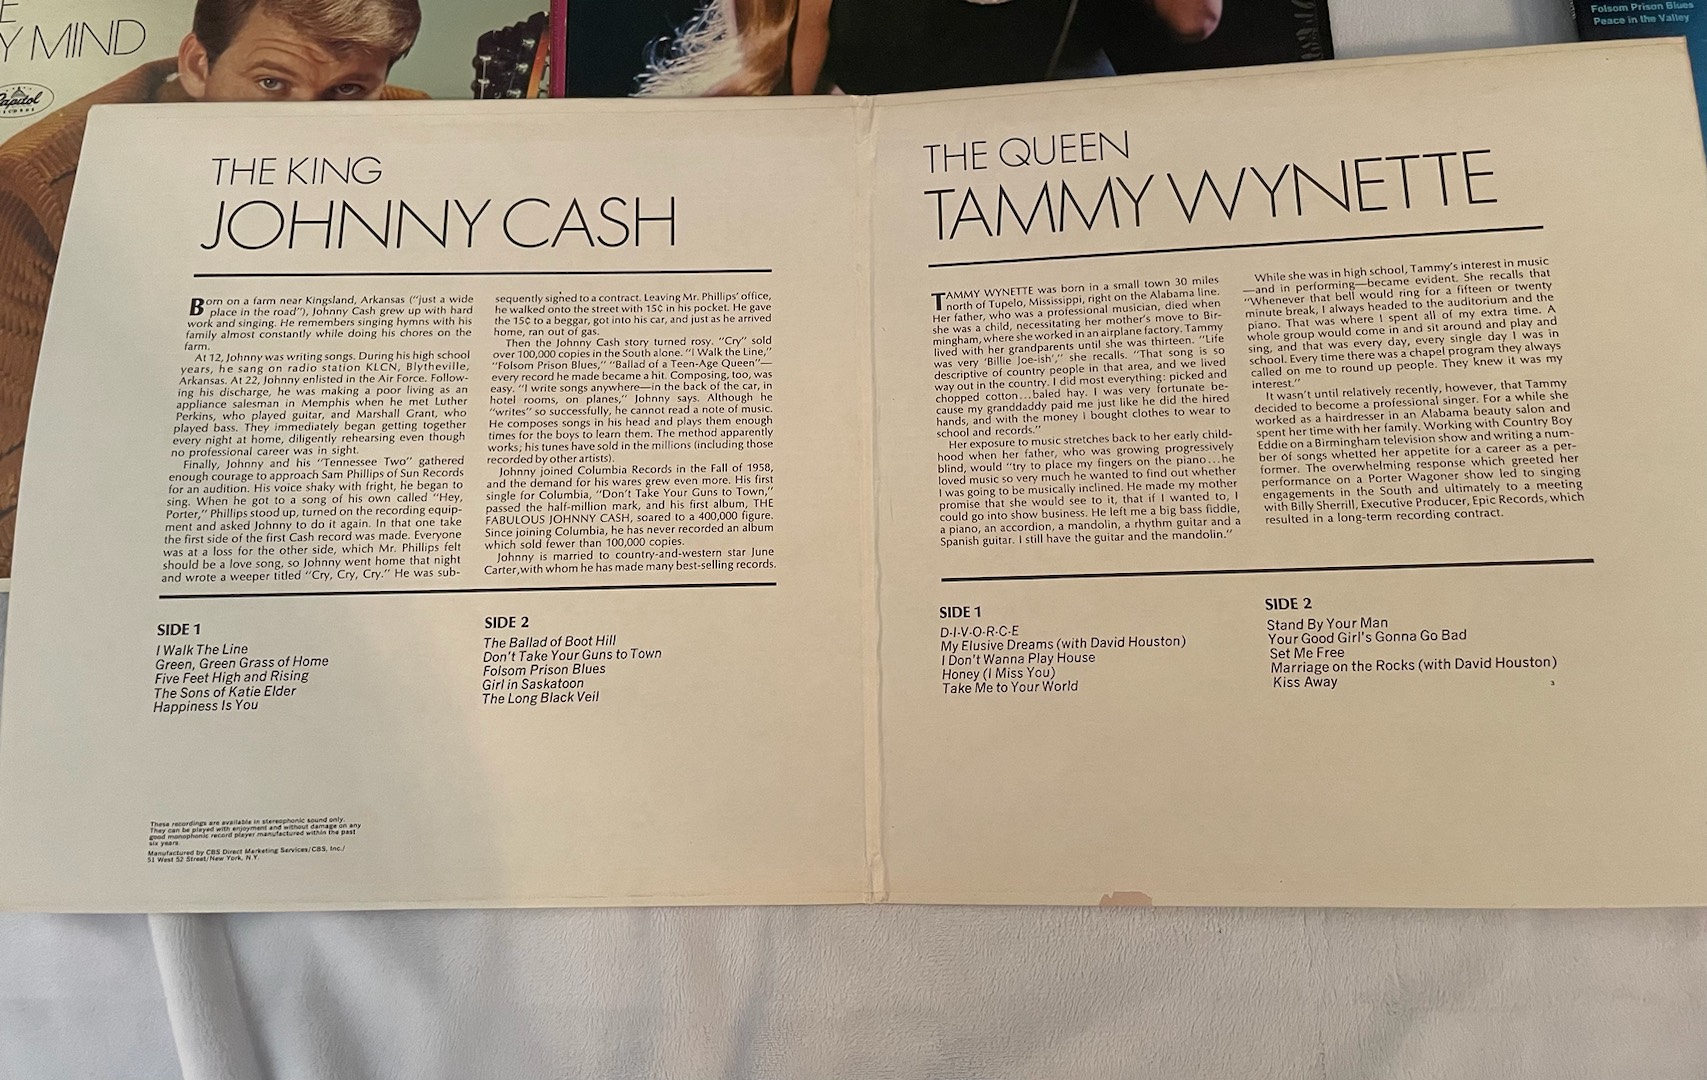 Y MIND
Capitol
RECORDS
Folsom Prison Blues
Peace in the Valley
THE KING
JOHNNY CASH
Born on a farm near Kingsland, Arkansas ("just a wide
place in the road"), Johnny Cash grew up with hard
work and singing. He remembers singing hymns with his
family almost constantly while doing his chores on the
farm.
At 12, Johnny was writing songs. During his high school
years, he sang on radio station KLCN, Blytheville,
Arkansas. At 22, Johnny enlisted in the Air Force. Follow-
ing his discharge, he was making a poor living as an
appliance salesman in Memphis when he met Luther
Perkins, who played guitar, and Marshall Grant, who
played bass. They immediately began getting together
every night at home, diligently rehearsing even though
no professional career was in sight.
Finally, Johnny and his "Tennessee Two" gathered
enough courage to approach Sam Phillips of Sun Records
for an audition. His voice shaky with fright, he began to
sing. When he got to a song of his own called "Hey,
Porter," Phillips stood up, turned on the recording equip-
ment and asked Johnny to do it again. In that one take
the first side of the first Cash record was made. Everyone
was at a loss for the other side, which Mr. Phillips felt
should be a love song, so Johnny went home that night
and wrote a weeper titled "Cry, Cry, Cry." He was sub-
sequently signed to a contract. Leaving Mr. Phillips' office,
he walked onto the street with 15¢ in his pocket. He gave
the 15¢ to a beggar, got into his car, and just as he arrived
home, ran out of gas.
Then the Johnny Cash story turned rosy. "Cry" sold
over 100,000 copies in the South alone. "I Walk the Line,"
"Folsom Prison Blues," "Ballad of a Teen-Age Queen"—
every record he made became a hit. Composing, too, was
easy. "I write songs anywhere—in the back of the car, in
hotel rooms, on planes," Johnny says. Although he
"writes" so successfully, he cannot read a note of music.
He composes songs in his head and plays them enough
times for the boys to learn them. The method apparently
works; his tunes have sold in the millions (including those
recorded by other artists).
Johnny joined Columbia Records in the Fall of 1958,
and the demand for his wares grew even more. His first
single for Columbia, "Don't Take Your Guns to Town,"
passed the half-million mark, and his first album, THE
FABULOUS JOHNNY CASH, soared to a 400,000 figure.
Since joining Columbia, he has never recorded an album
which sold fewer than 100,000 copies.
Johnny is married to country-and-western star June
Carter, with whom he has made many best-selling records.
SIDE 1
I Walk The Line
Green, Green Grass of Home
Five Feet High and Rising
The Sons of Katie Elder
Happiness Is You
SIDE 2
The Ballad of Boot Hill
Don't Take Your Guns to Town
Folsom Prison Blues
Girl in Saskatoon
The Long Black Veil
These recordings are available in stereophonic sound only.
They can be played with enjoyment and without damage on any
good monophonic record player manufactured within the past
six years.
Manufactured by CBS Direct Marketing Services/CBS, Inc./
51 West 52 Street/New York, N.Y.
THE QUEEN
TAMMY WYNETTE
TAMMY WYNETTE was born in a small town 30 miles
north of Tupelo, Mississippi, right on the Alabama line.
Her father, who was a professional musician, died when
she was a child, necessitating her mother's move to Bir-
mingham, where she worked in an airplane factory. Tammy
lived with her grandparents until she was thirteen. "Life
was very 'Billie Joe-ish'," she recalls. "That song is so
descriptive of country people in that area, and we lived
way out in the country. I did most everything: picked and
chopped cotton...baled hay. I was very fortunate be-
cause my granddaddy paid me just like he did the hired
hands, and with the money I bought clothes to wear to
school and records."
Her exposure to music stretches back to her early child-
hood when her father, who was growing progressively
blind, would "try to place my fingers on the piano...he
loved music so very much he wanted to find out whether
I was going to be musically inclined. He made my mother
promise that she would see to it, that if I wanted to, I
could go into show business. He left me a big bass fiddle,
a piano, an accordion, a mandolin, a rhythm guitar and a
Spanish guitar. I still have the guitar and the mandolin."
While she was in high school, Tammy's interest in music
—and in performing—became evident. She recalls that
"Whenever that bell would ring for a fifteen or twenty
minute break, I always headed to the auditorium and the
piano. That was where I spent all of my extra time. A
whole group would come in and sit around and play and
sing, and that was every day, every single day I was in
school. Every time there was a chapel program they always
called on me to round up people. They knew it was my
interest."
It wasn't until relatively recently, however, that Tammy
decided to become a professional singer. For a while she
worked as a hairdresser in an Alabama beauty salon and
spent her time with her family. Working with Country Boy
Eddie on a Birmingham television show and writing a num-
ber of songs whetted her appetite for a career as a per-
former. The overwhelming response which greeted her
performance on a Porter Wagoner show led to singing
engagements in the South and ultimately to a meeting
with Billy Sherrill, Executive Producer, Epic Records, which
resulted in a long-term recording contract.
SIDE 1
D-I-V-O-R-C-E
My Elusive Dreams (with David Houston)
I Don't Wanna Play House
Honey (I Miss You)
Take Me to Your World
SIDE 2
Stand By Your Man
Your Good Girl's Gonna Go Bad
Set Me Free
Marriage on the Rocks (with David Houston)
Kiss Away
3